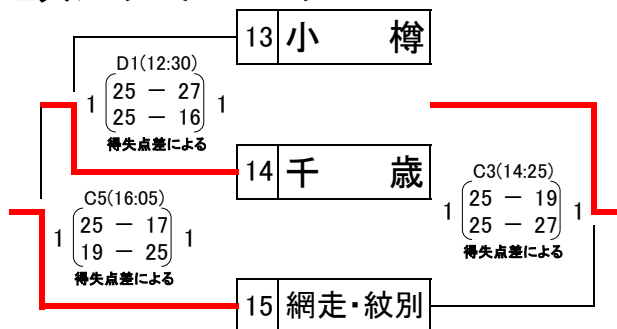 13 小 樽
D1(12:30)
1 25 － 27 1
25 － 16
得失点差による
14 千 歳
C3(14:25)
1 25 － 19 1
25 － 27
得失点差による
C5(16:05)
1 25 － 17 1
19 － 25
得失点差による
15 網走・紋別